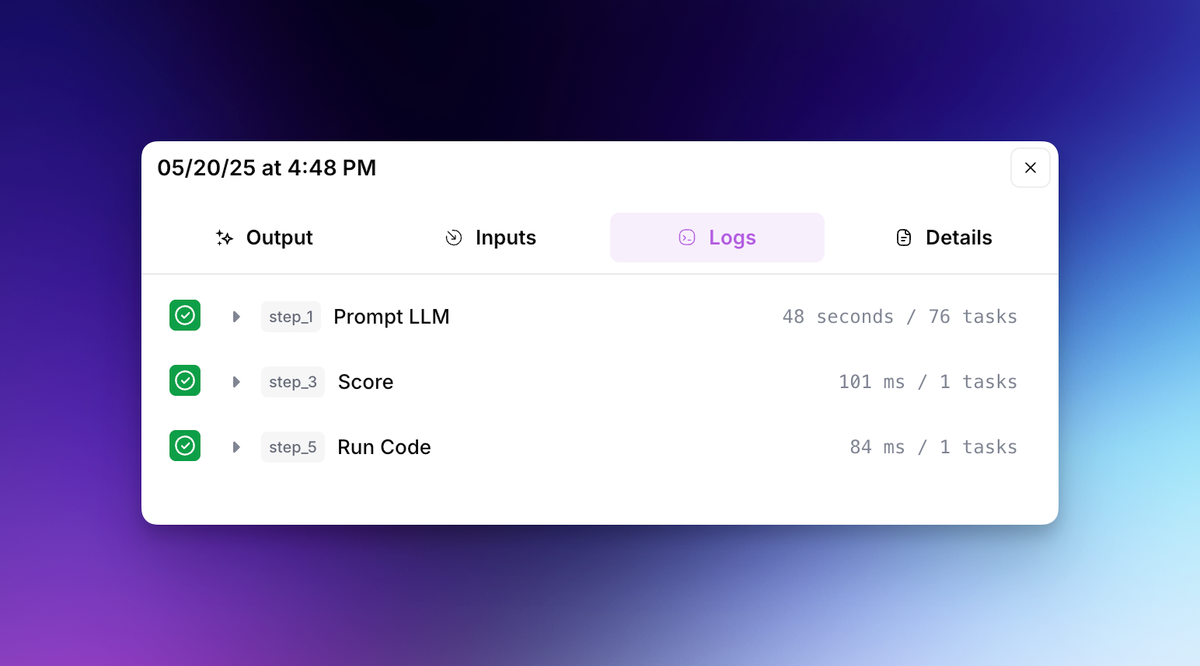 05/20/25 at 4:48 PM
Output Inputs Logs Details
step_1 Prompt LLM 48 seconds / 76 tasks
step_3 Score 101 ms / 1 tasks
step_5 Run Code 84 ms / 1 tasks